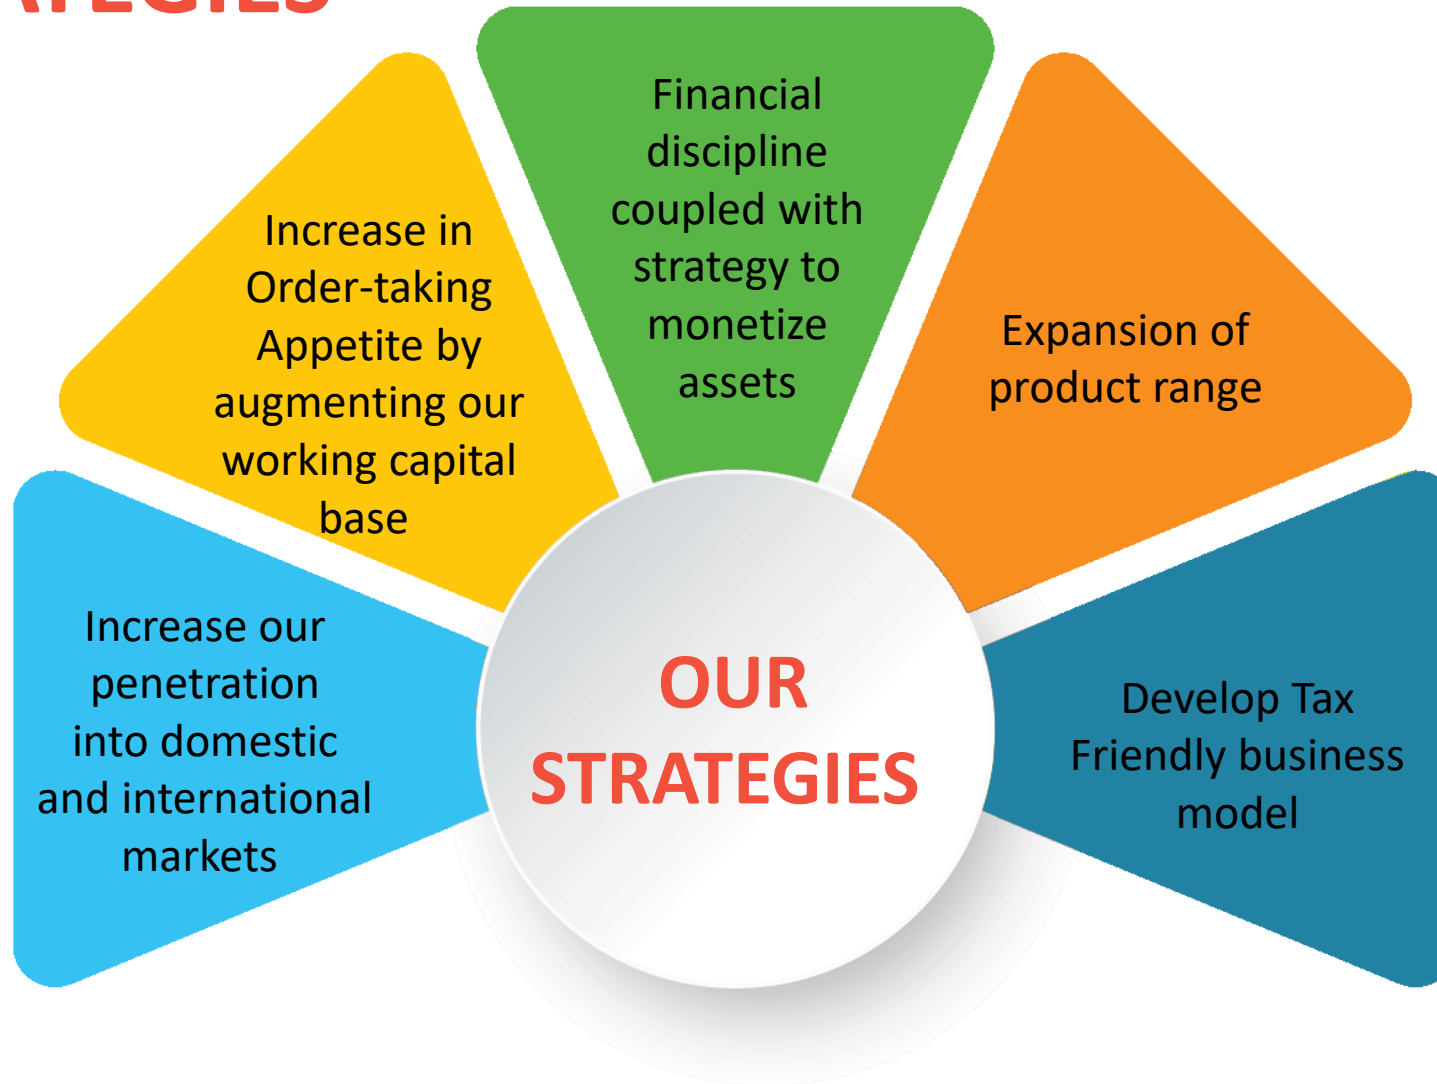 Financial
discipline
coupled with
strategy to
monetize
assets
Increase in
Order-taking
Appetite by
augmenting our
working capital
base
Expansion of
product range
Increase our
penetration
into domestic
and international
markets
OUR
STRATEGIES
Develop Tax
Friendly business
model